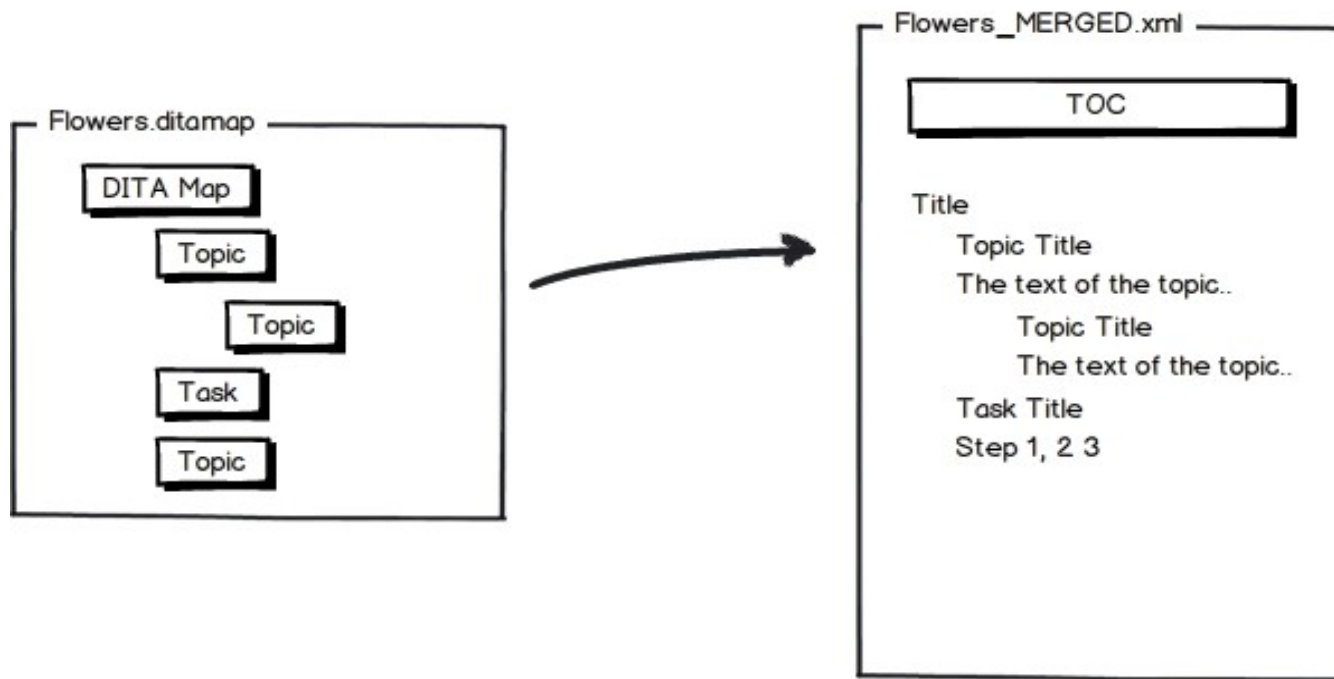 Flowers.ditamap
DITA Map
Topic
Topic
Task
Topic
Flowers_MERGED.xml
TOC
Title
Topic Title
The text of the topic..
Topic Title
The text of the topic..
Task Title
Step 1, 2 3